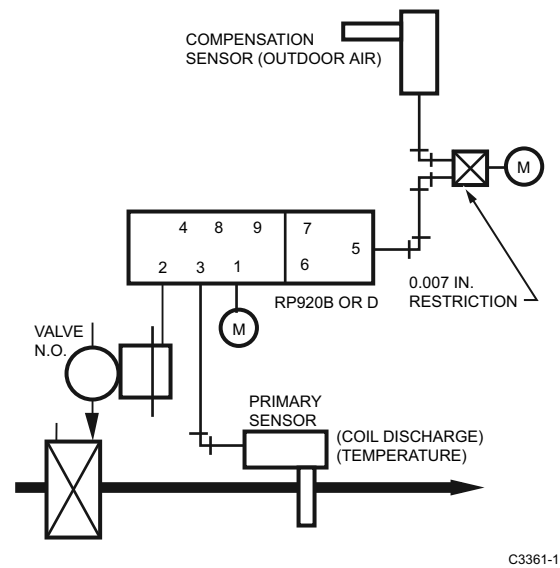 COMPENSATION
SENSOR (OUTDOOR AIR)
M
4 8 9 7
5
2 3 1 6
0.007 IN.
RESTRICTION
RP920B OR D
M
VALVE
N.O.
PRIMARY
SENSOR
(COIL DISCHARGE)
(TEMPERATURE)
C3361-1